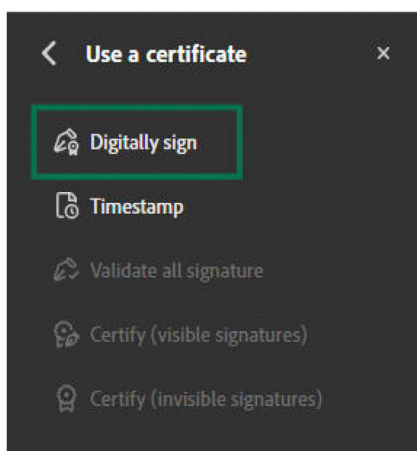 Use a certificate
Digitally sign
Timestamp
Validate all signature
Certify (visible signatures)
Certify (invisible signatures)